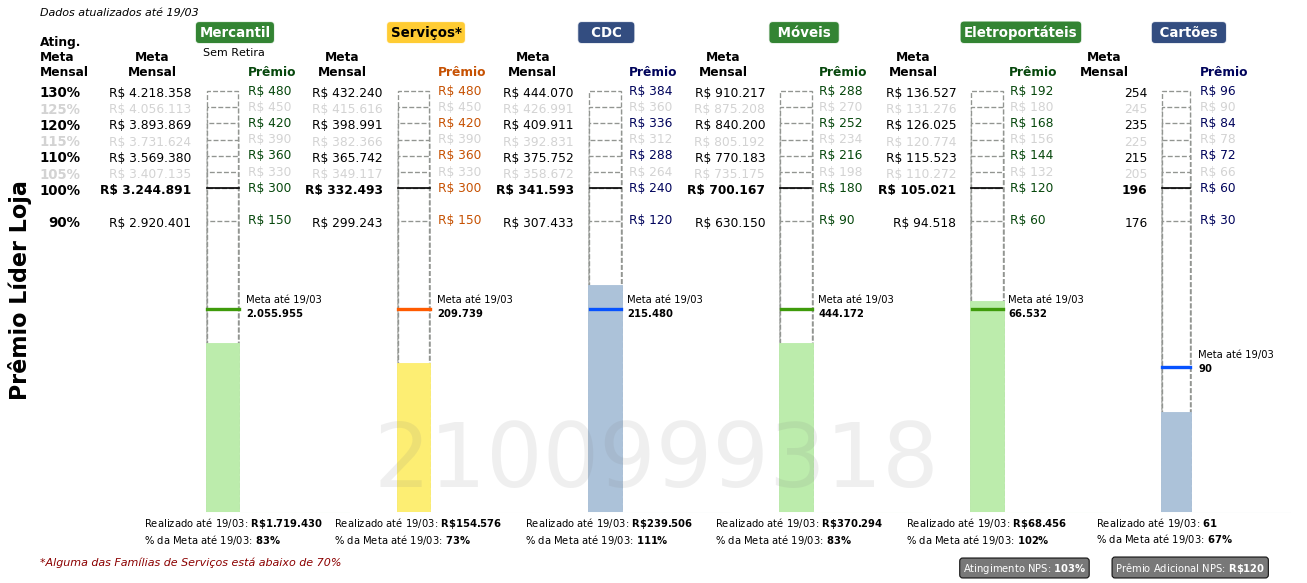 Dados atualizados até 19/03
Mercantil Serviços* CDC Móveis Eletroportáteis Cartões
Sem Retira
Ating. Meta Mensal
Meta Mensal Prêmio Meta Mensal Prêmio Meta Mensal Prêmio Meta Mensal Prêmio Meta Mensal Prêmio Meta Mensal Prêmio
130% R$ 4.218.358 R$ 480 R$ 432.240 R$ 480 R$ 444.070 R$ 384 R$ 910.217 R$ 288 R$ 136.527 R$ 192 254 R$ 96
125% R$ 4.056.113 R$ 450 R$ 415.616 R$ 450 R$ 426.991 R$ 360 R$ 875.208 R$ 270 R$ 131.276 R$ 180 245 R$ 90
120% R$ 3.893.869 R$ 420 R$ 398.991 R$ 420 R$ 409.911 R$ 336 R$ 840.200 R$ 252 R$ 126.025 R$ 168 235 R$ 84
115% R$ 3.731.624 R$ 390 R$ 382.366 R$ 390 R$ 392.831 R$ 312 R$ 805.192 R$ 234 R$ 120.774 R$ 156 225 R$ 78
110% R$ 3.569.380 R$ 360 R$ 365.742 R$ 360 R$ 375.752 R$ 288 R$ 770.183 R$ 216 R$ 115.523 R$ 144 215 R$ 72
105% R$ 3.407.135 R$ 330 R$ 349.117 R$ 330 R$ 358.672 R$ 264 R$ 735.175 R$ 198 R$ 110.272 R$ 132 205 R$ 66
100% R$ 3.244.891 R$ 300 R$ 332.493 R$ 300 R$ 341.593 R$ 240 R$ 700.167 R$ 180 R$ 105.021 R$ 120 196 R$ 60
90% R$ 2.920.401 R$ 150 R$ 299.243 R$ 150 R$ 307.433 R$ 120 R$ 630.150 R$ 90 R$ 94.518 R$ 60 176 R$ 30
Prêmio Líder Loja
Meta até 19/03 Meta até 19/03 Meta até 19/03 Meta até 19/03 Meta até 19/03
2.055.955 209.739 215.480 444.172 66.532
Meta até 19/03
90
2100999318
Realizado até 19/03: R$1.719.430 Realizado até 19/03: R$154.576 Realizado até 19/03: R$239.506 Realizado até 19/03: R$370.294 Realizado até 19/03: R$68.456 Realizado até 19/03: 61
% da Meta até 19/03: 83% % da Meta até 19/03: 73% % da Meta até 19/03: 111% % da Meta até 19/03: 83% % da Meta até 19/03: 102% % da Meta até 19/03: 67%
*Alguma das Famílias de Serviços está abaixo de 70%
Atingimento NPS: 103% Prêmio Adicional NPS: R$120